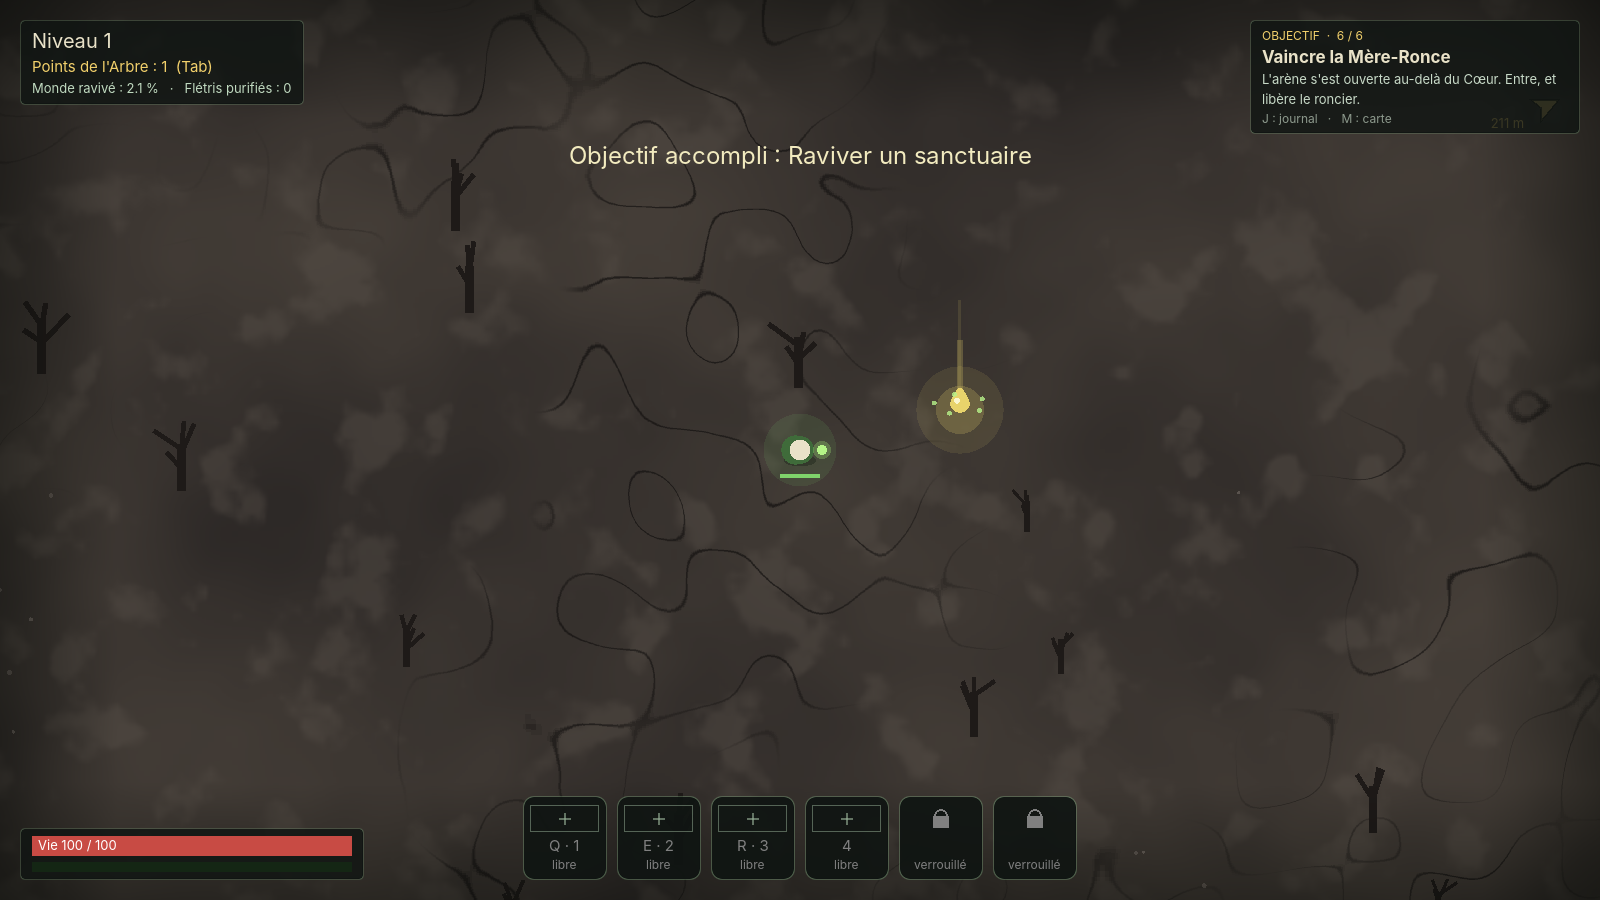 Niveau 1
Points de l'Arbre : 1 (Tab)
Monde ravivé : 2.1 % · Flétris purifiés : 0
OBJECTIF · 6 / 6
Vaincre la Mère-Ronce
L'arène s'est ouverte au-delà du Cœur. Entre, et
libère le roncier.
J : journal · M : carte
211 m
Objectif accompli : Raviver un sanctuaire
Vie 100 / 100
Q · 1
libre
E · 2
libre
R · 3
libre
4
libre
verrouillé
verrouillé